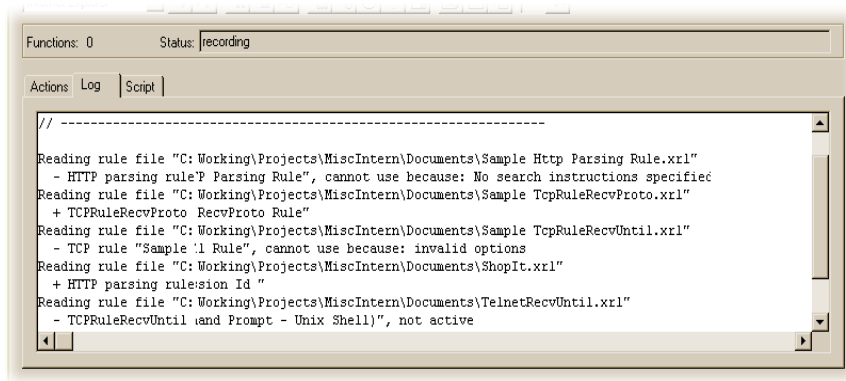 Functions: 0 Status: recording
Actions Log Script
// -----------------------------------------------------------------
Reading rule file "C:Working\Projects\MiscIntern\Documents\Sample Http Parsing Rule.xrl"
- HTTP parsing rule'P Parsing Rule", cannot use because: No search instructions specified
Reading rule file "C:Working\Projects\MiscIntern\Documents\Sample TcpRuleRecvProto.xrl"
+ TCPRuleRecvProto RecvProto Rule"
Reading rule file "C:Working\Projects\MiscIntern\Documents\Sample TcpRuleRecvUntil.xrl"
- TCP rule "Sample l Rule", cannot use because: invalid options
Reading rule file "C:Working\Projects\MiscIntern\Documents\ShopIt.xrl"
+ HTTP parsing rule sion Id "
Reading rule file "C:Working\Projects\MiscIntern\Documents\TelnetRecvUntil.xrl"
- TCPRuleRecvUntil and Prompt - Unix Shell)", not active